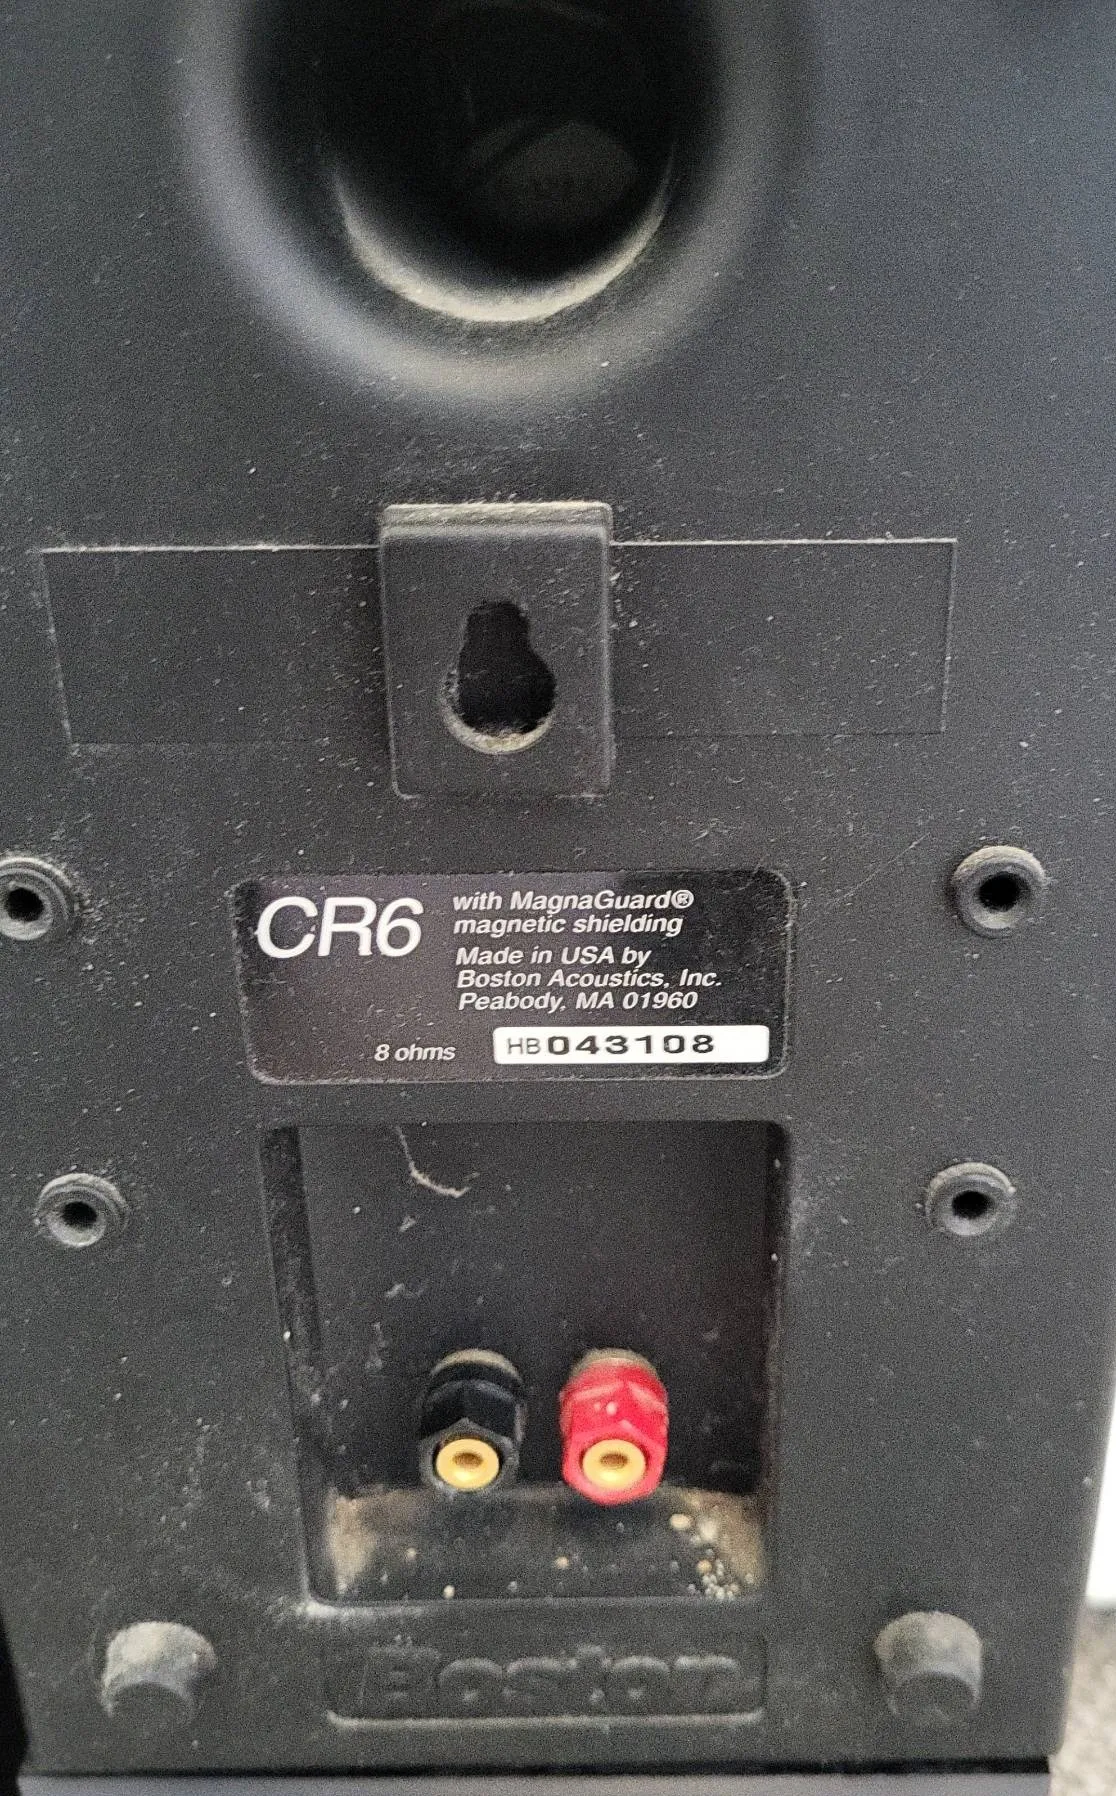 CR6
with MagnaGuard®
magnetic shielding
Made in USA by
Boston Acoustics, Inc.
Peabody, MA 01960
8 ohms
HB043108
Boston